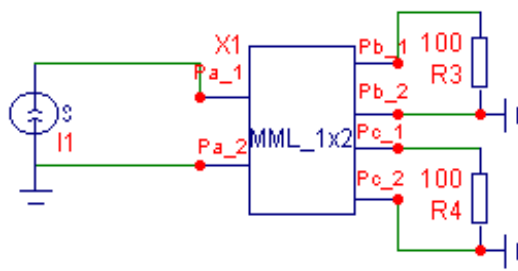 X1
Pb_1
100
Pa_1
R3
S
Pb_2
I1
Pc_1
Pa_2
MML_1x2
Pc_2
100
R4